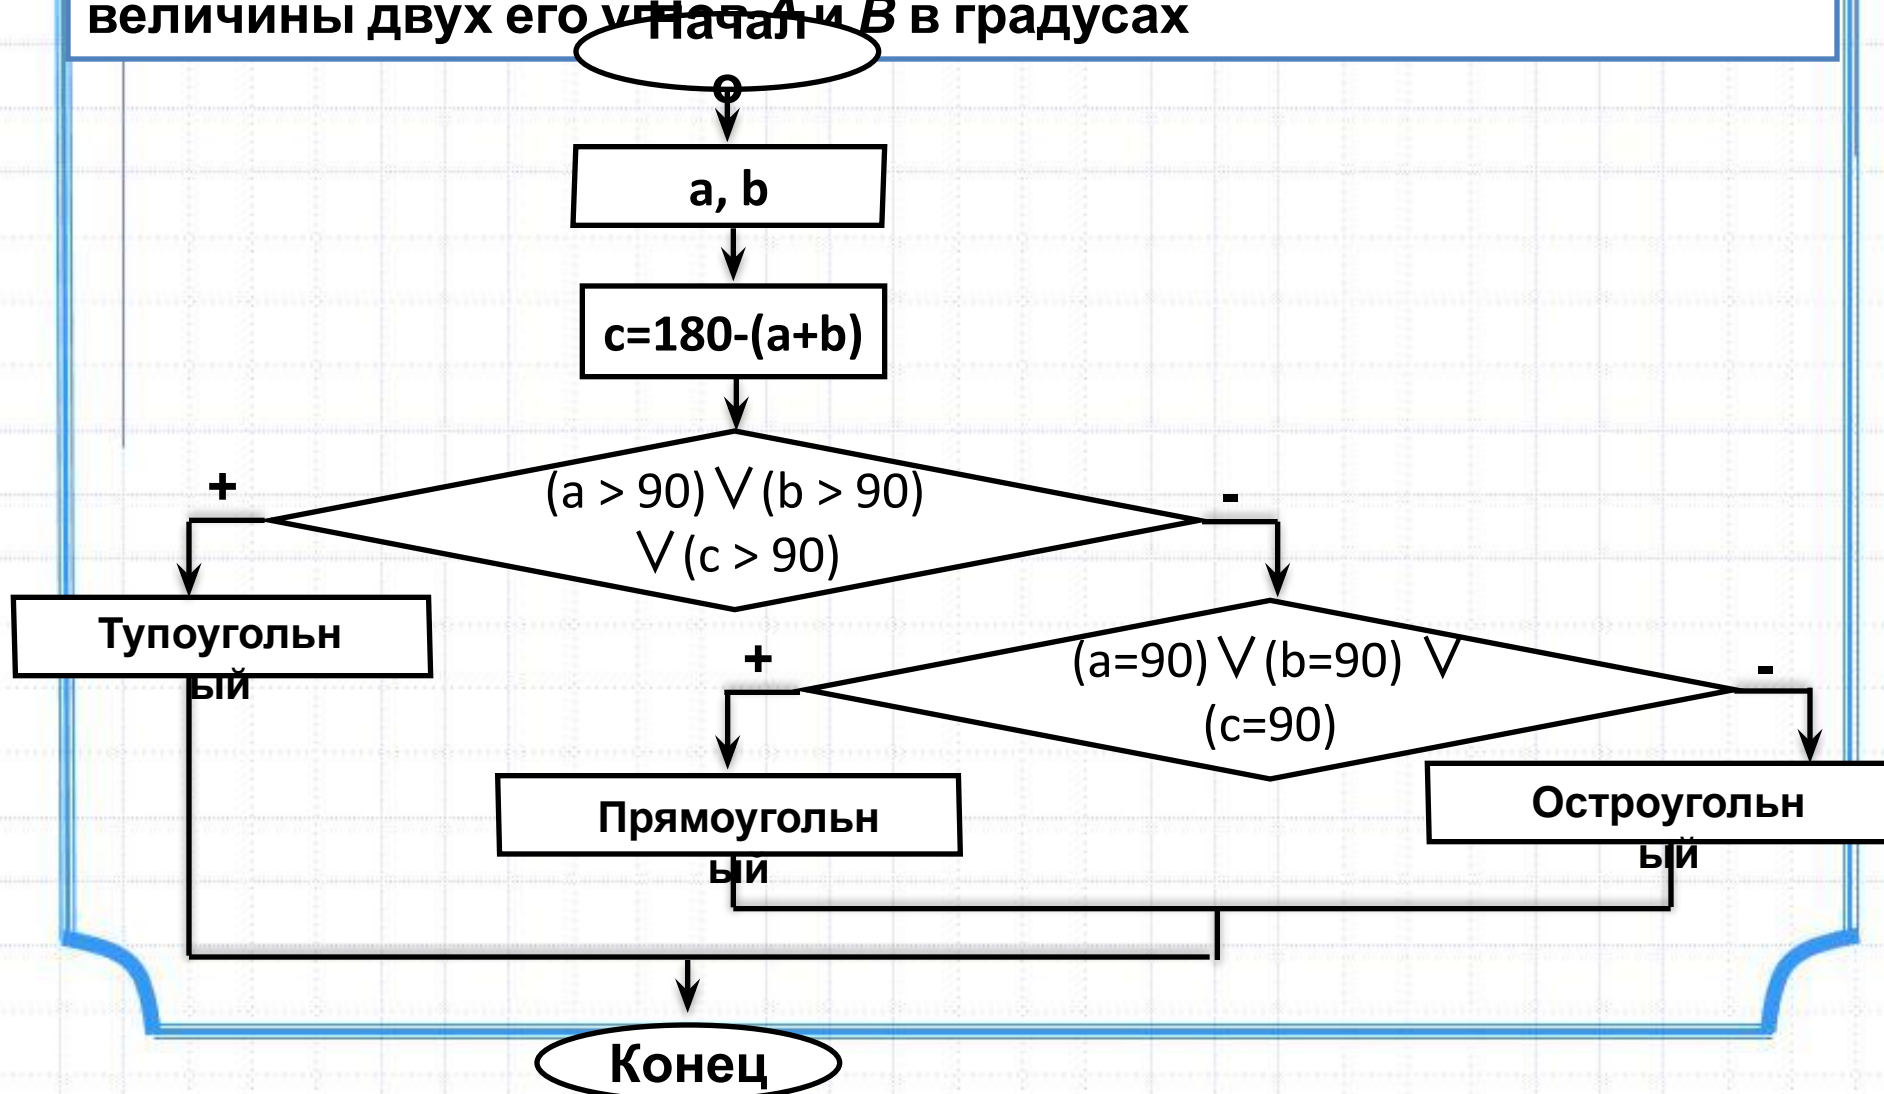 величины двух его углов A и B в градусах
Начал
о
a, b
c=180-(a+b)
+
(a > 90) ∨ (b > 90)
-
∨ (c > 90)
Тупоугольн
ый
+
(a=90) ∨ (b=90) ∨
-
(c=90)
Прямоугольн
ый
Остроугольн
ый
Конец